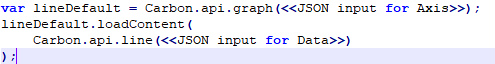 var lineDefault = Carbon.api.graph(<<JSON input for Axis>>);
lineDefault.loadContent(
    Carbon.api.line(<<JSON input for Data>>)
);